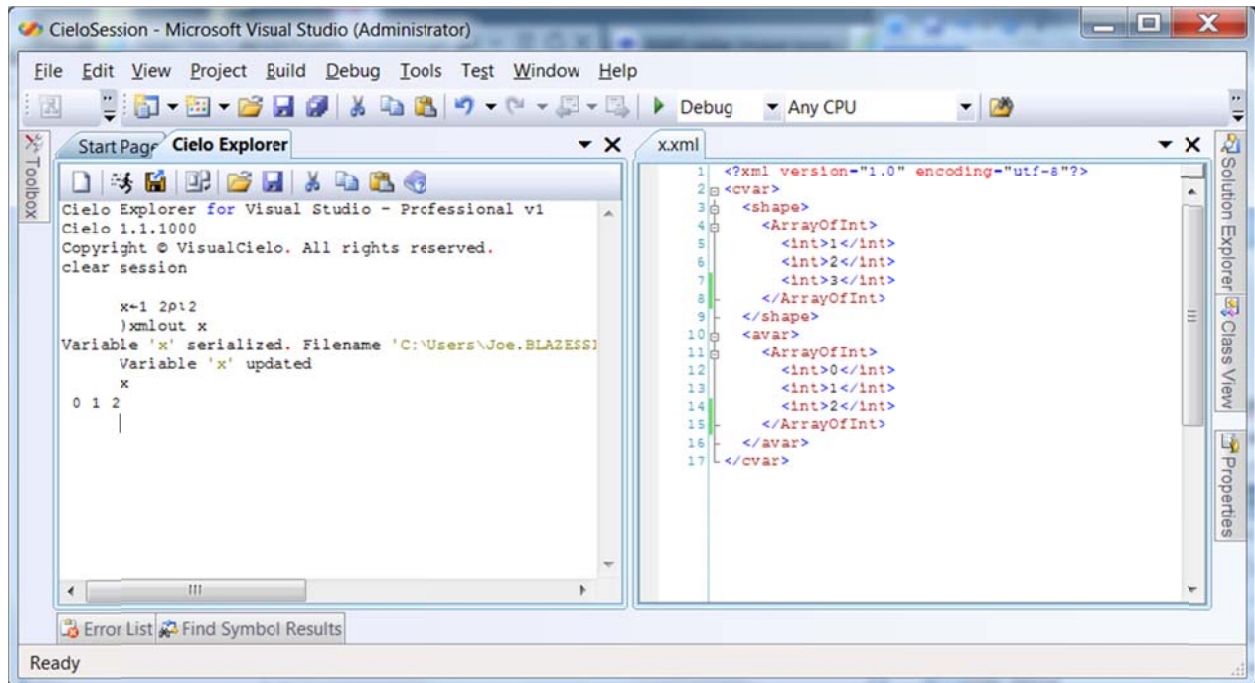 CieloSession - Microsoft Visual Studio (Administrator)
File Edit View Project Build Debug Tools Test Window Help
Debug Any CPU
Toolbox
Start Page Cielo Explorer
Cielo Explorer for Visual Studio - Professional v1
Cielo 1.1.1000
Copyright © VisualCielo. All rights reserved.
clear session
x←1 2⍴⍳2
)xmlout x
Variable 'x' serialized. Filename 'C:\Users\Joe.BLAZESSI
Variable 'x' updated
x
0 1 2
x.xml
1 <?xml version="1.0" encoding="utf-8"?>
2 <cvar>
3 <shape>
4 <ArrayOfInt>
5 <int>1</int>
6 <int>2</int>
7 <int>3</int>
8 </ArrayOfInt>
9 </shape>
10 <avar>
11 <ArrayOfInt>
12 <int>0</int>
13 <int>1</int>
14 <int>2</int>
15 </ArrayOfInt>
16 </avar>
17 </cvar>
Solution Explorer
Class View
Properties
Error List Find Symbol Results
Ready